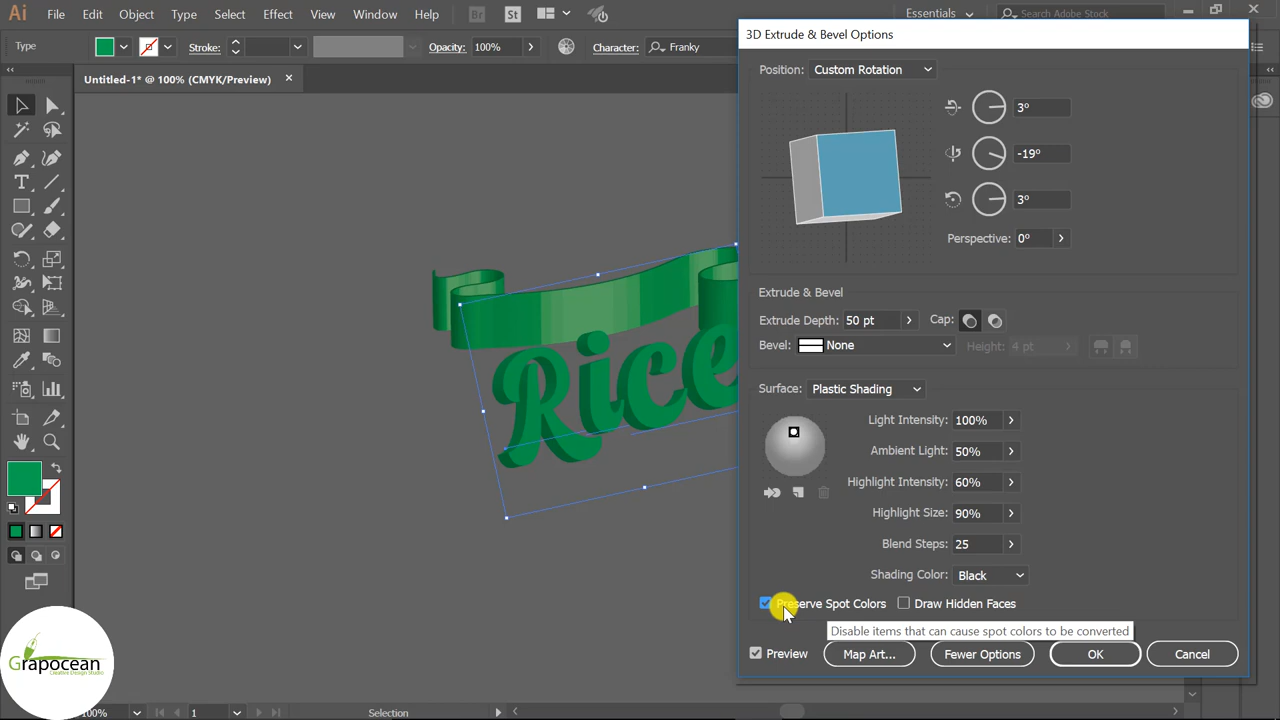 Ai File Edit Object Type Select Effect View Window Help Br St Essentials Search Adobe Stock
Type Stroke: Opacity: 100% Character: Franky
Untitled-1* @ 100% (CMYK/Preview)
3D Extrude & Bevel Options
Position: Custom Rotation
3°
-19°
3°
Perspective: 0°
Extrude & Bevel
Extrude Depth: 50 pt Cap:
Bevel: None Height: 4 pt
Surface: Plastic Shading
Light Intensity: 100%
Ambient Light: 50%
Highlight Intensity: 60%
Highlight Size: 90%
Blend Steps: 25
Shading Color: Black
Preserve Spot Colors Draw Hidden Faces
Disable items that can cause spot colors to be converted
Preview Map Art... Fewer Options OK Cancel
Rice
Grapocean
Creative Design Studio
100% 1 Selection